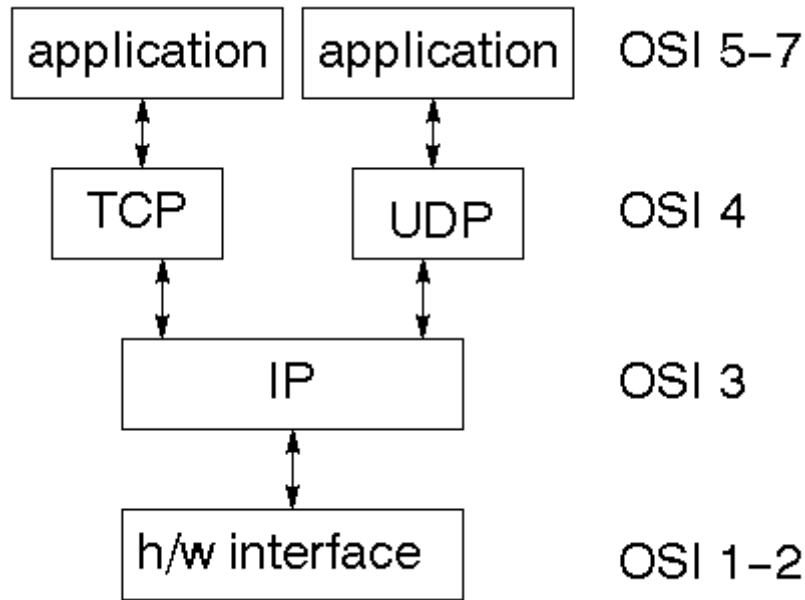 application application OSI 5-7
TCP UDP OSI 4
IP OSI 3
h/w interface OSI 1-2